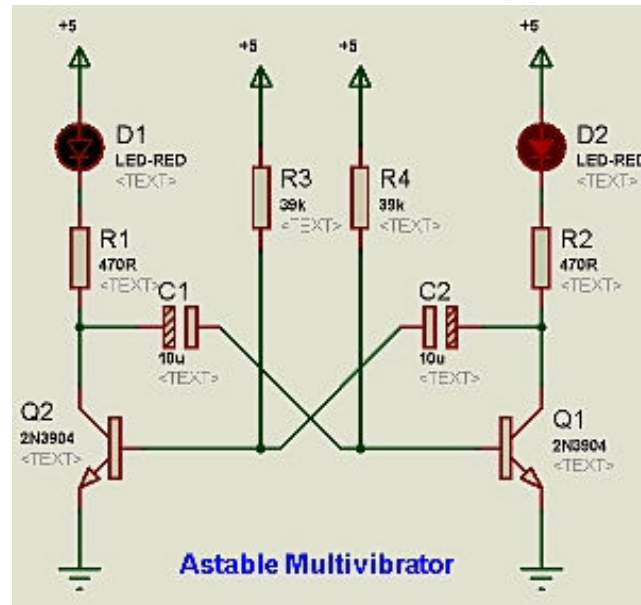 +5
+5
+5
+5
D1
LED-RED
<TEXT>
D2
LED-RED
<TEXT>
R3
39k
<TEXT>
R4
39k
<TEXT>
R1
470R
<TEXT>
R2
470R
<TEXT>
C1
10u
<TEXT>
C2
10u
<TEXT>
Q2
2N3904
<TEXT>
Q1
2N3904
<TEXT>
Astable Multivibrator